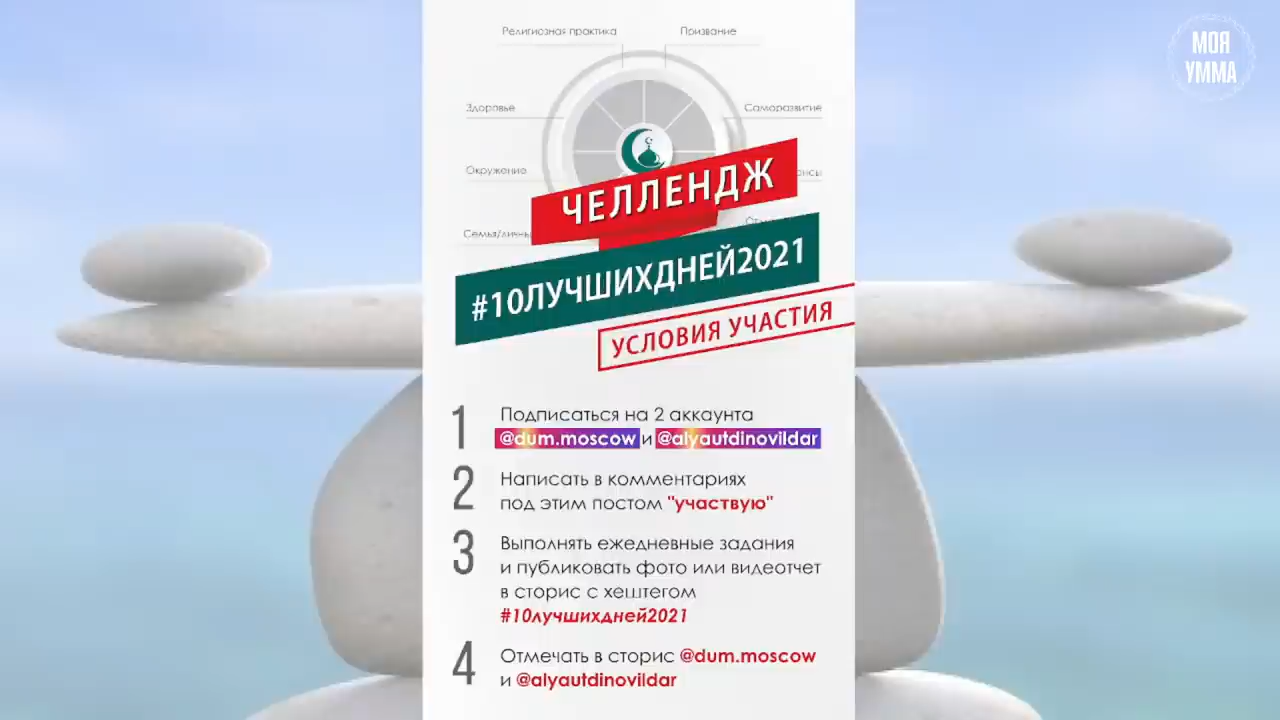 Религиозная практика
Призвание
МОЯ
УММА
Здоровье
Саморазвитие
Окружение
ЧЕЛЛЕНДЖ
#10ЛУЧШИХДНЕЙ2021
УСЛОВИЯ УЧАСТИЯ
1 Подписаться на 2 аккаунта
@dum.moscow и @alyautdinovildar
2 Написать в комментариях
под этим постом "участвую"
3 Выполнять ежедневные задания
и публиковать фото или видеотчет
в сторис с хештегом
#10лучшихдней2021
4 Отмечать в сторис @dum.moscow
и @alyautdinovildar